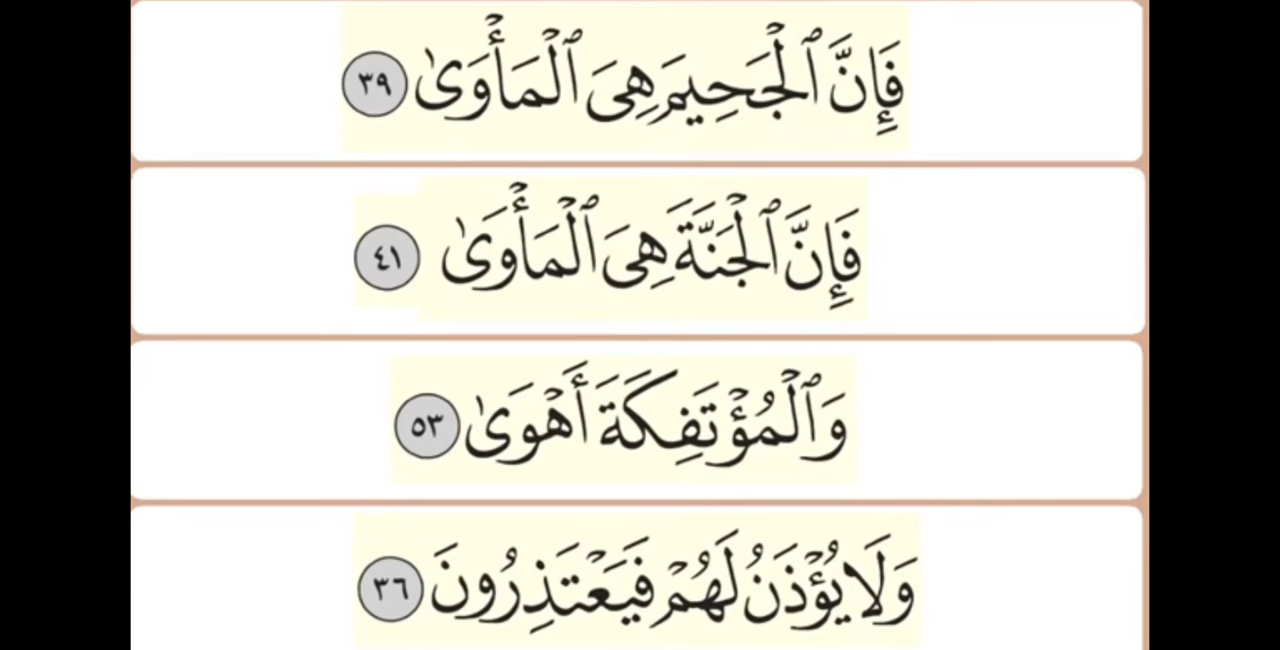 فَإِنَّ ٱلْجَحِيمَ هِىَ ٱلْمَأْوَىٰ ٣٩
فَإِنَّ ٱلْجَنَّةَ هِىَ ٱلْمَأْوَىٰ ٤١
وَٱلْمُؤْتَفِكَةَ أَهْوَىٰ ٥٣
وَلَا يُؤْذَنُ لَهُمْ فَيَعْتَذِرُونَ ٣٦